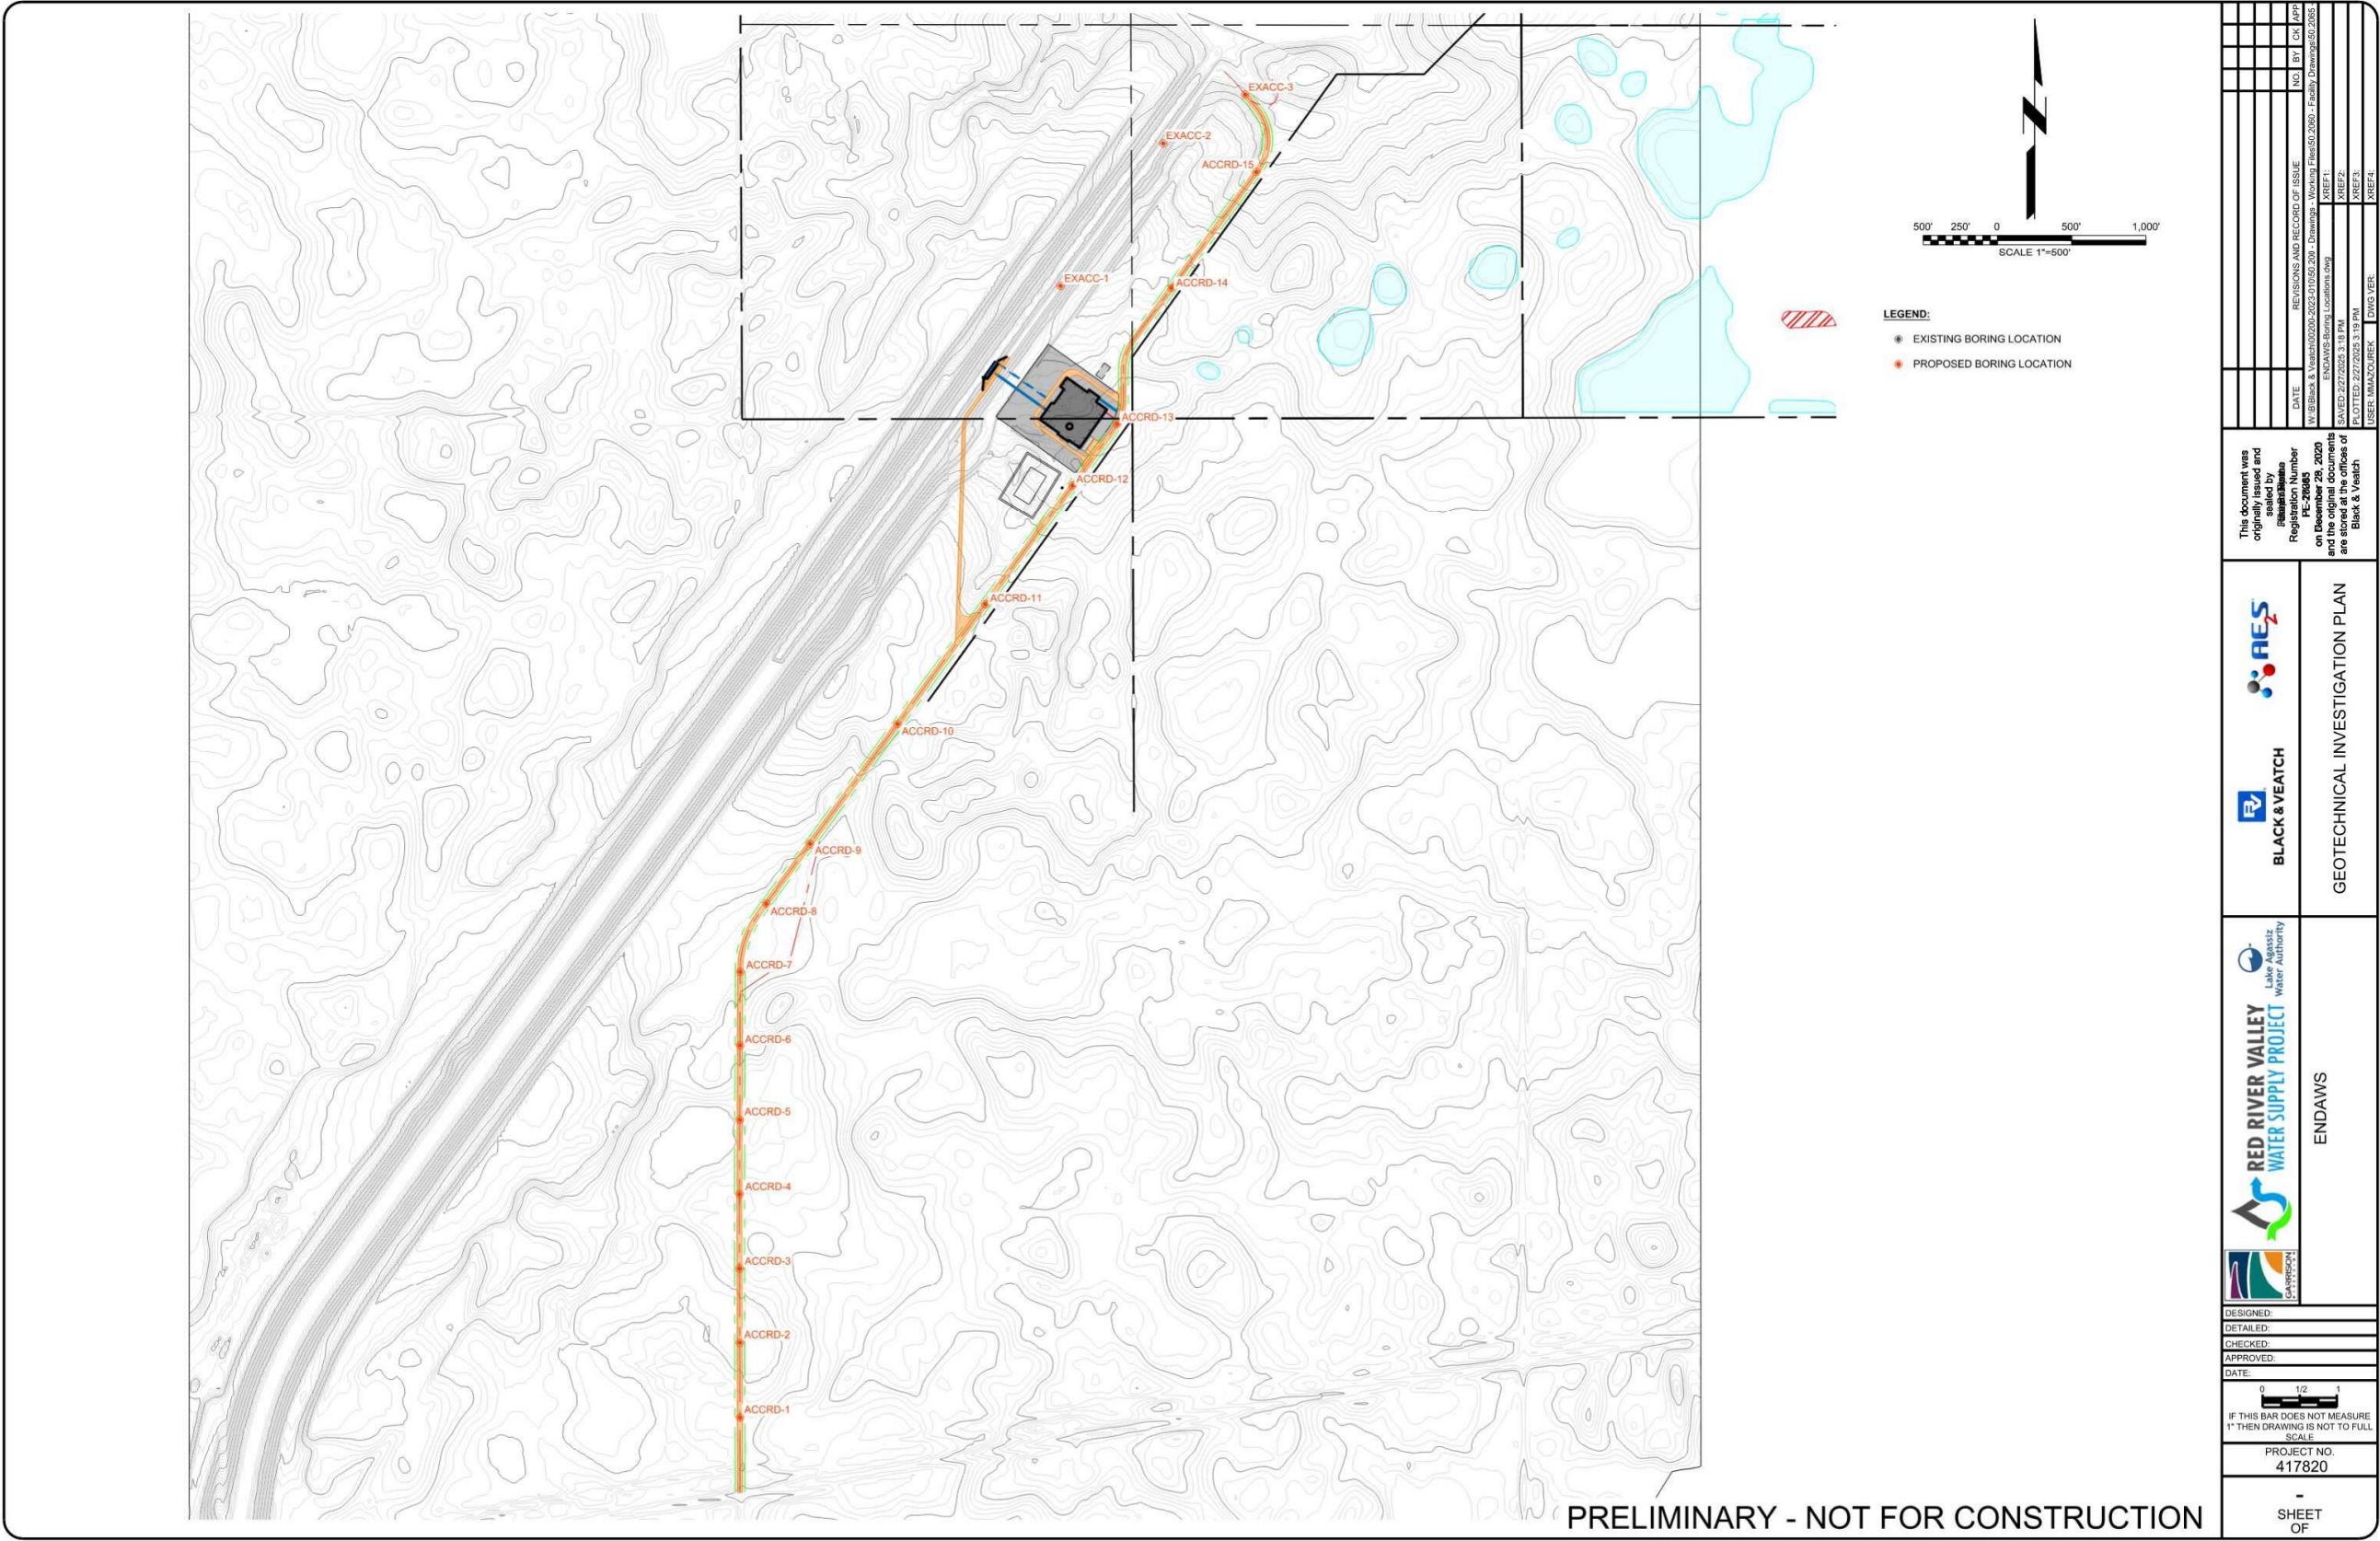 EXACC-3
EXACC-2
ACCRD-15
EXACC-1
ACCRD-14
ACCRD-13
ACCRD-12
ACCRD-11
ACCRD-10
ACCRD-9
ACCRD-8
ACCRD-7
ACCRD-6
ACCRD-5
ACCRD-4
ACCRD-3
ACCRD-2
ACCRD-1
500' 250' 0 500' 1,000'
SCALE 1"=500'
LEGEND:
EXISTING BORING LOCATION
PROPOSED BORING LOCATION
PRELIMINARY - NOT FOR CONSTRUCTION
DATE REVISIONS AND RECORD OF ISSUE NO. BY CK APP
ENDAWS-Boring Locations.dwg XREF1:
SAVED: 2/27/2025 3:18 PM XREF2:
PLOTTED: 2/27/2025 3:19 PM XREF3:
USER: MMAZOUREK DWG VER: XREF4:
This document was
originally issued and
sealed by
Registration Number
on December 28, 2020
and the original documents
are stored at the offices of
Black & Veatch
AE2S
BV
BLACK & VEATCH
GEOTECHNICAL INVESTIGATION PLAN
Lake Agassiz
Water Authority
RED RIVER VALLEY
WATER SUPPLY PROJECT
ENDAWS
GARRISON
DESIGNED:
DETAILED:
CHECKED:
APPROVED:
DATE:
0 1/2 1
IF THIS BAR DOES NOT MEASURE
1" THEN DRAWING IS NOT TO FULL
SCALE
PROJECT NO.
417820
-
SHEET
OF